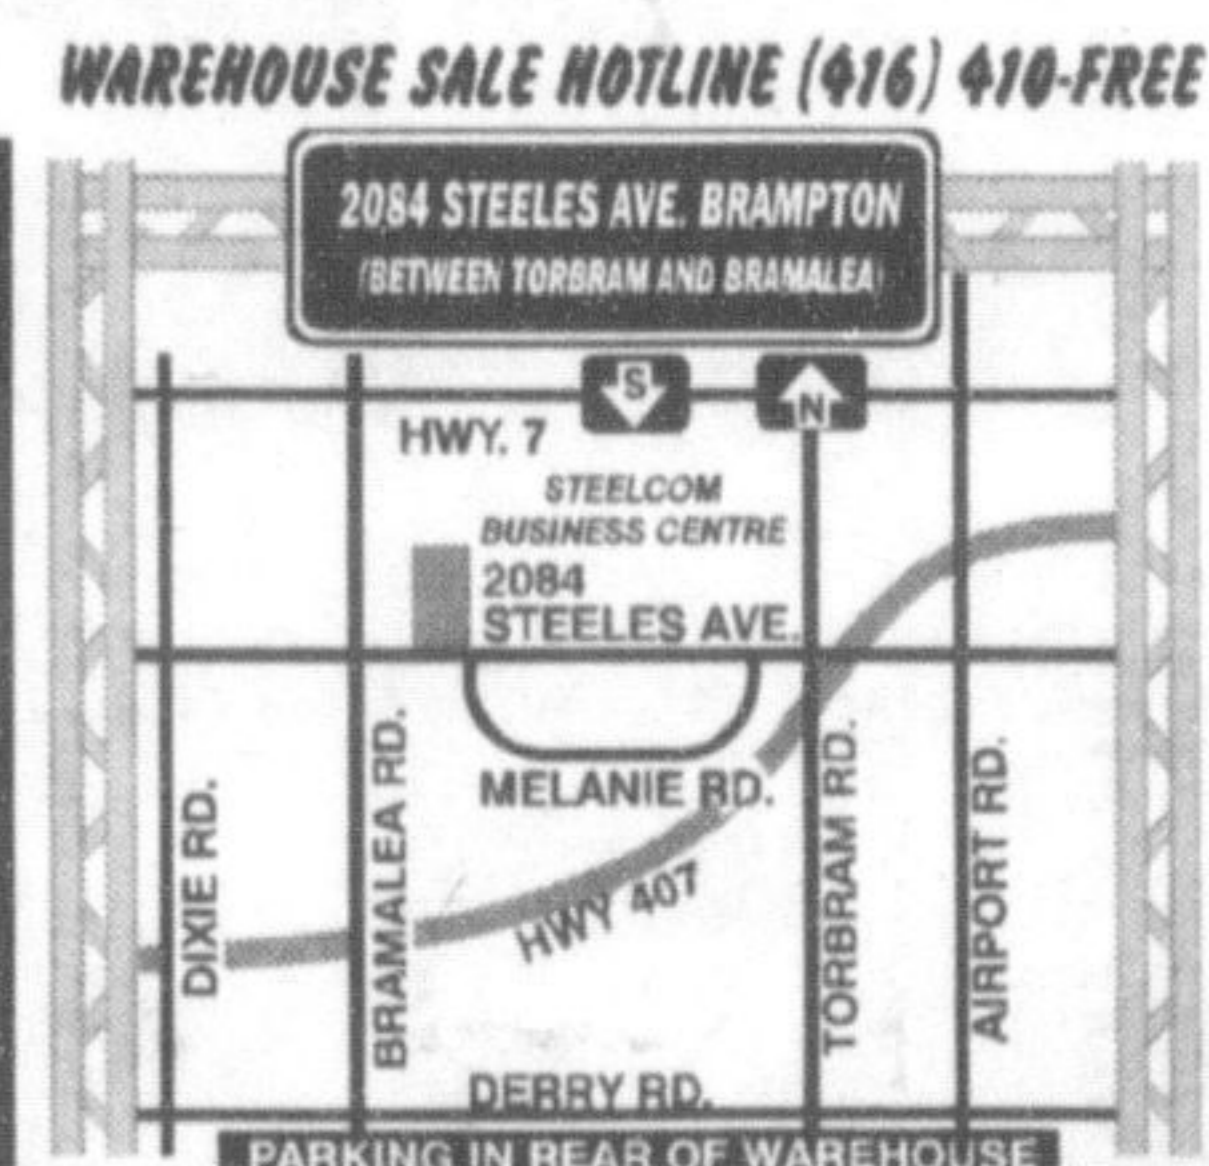 WAREHOUSE SALE HOTLINE (416) 410-FREE
2084 STEELES AVE. BRAMPTON
(BETWEEN TORBRAM AND BRAMALEA)
S
N
HWY. 7
STEELCOM
BUSINESS CENTRE
2084
STEELES AVE.
MELANIE RD.
DIXIE RD.
BRAMALEA RD.
HWY 407
TORBRAM RD.
AIRPORT RD.
DERRY RD.
PARKING IN REAR OF WAREHOUSE